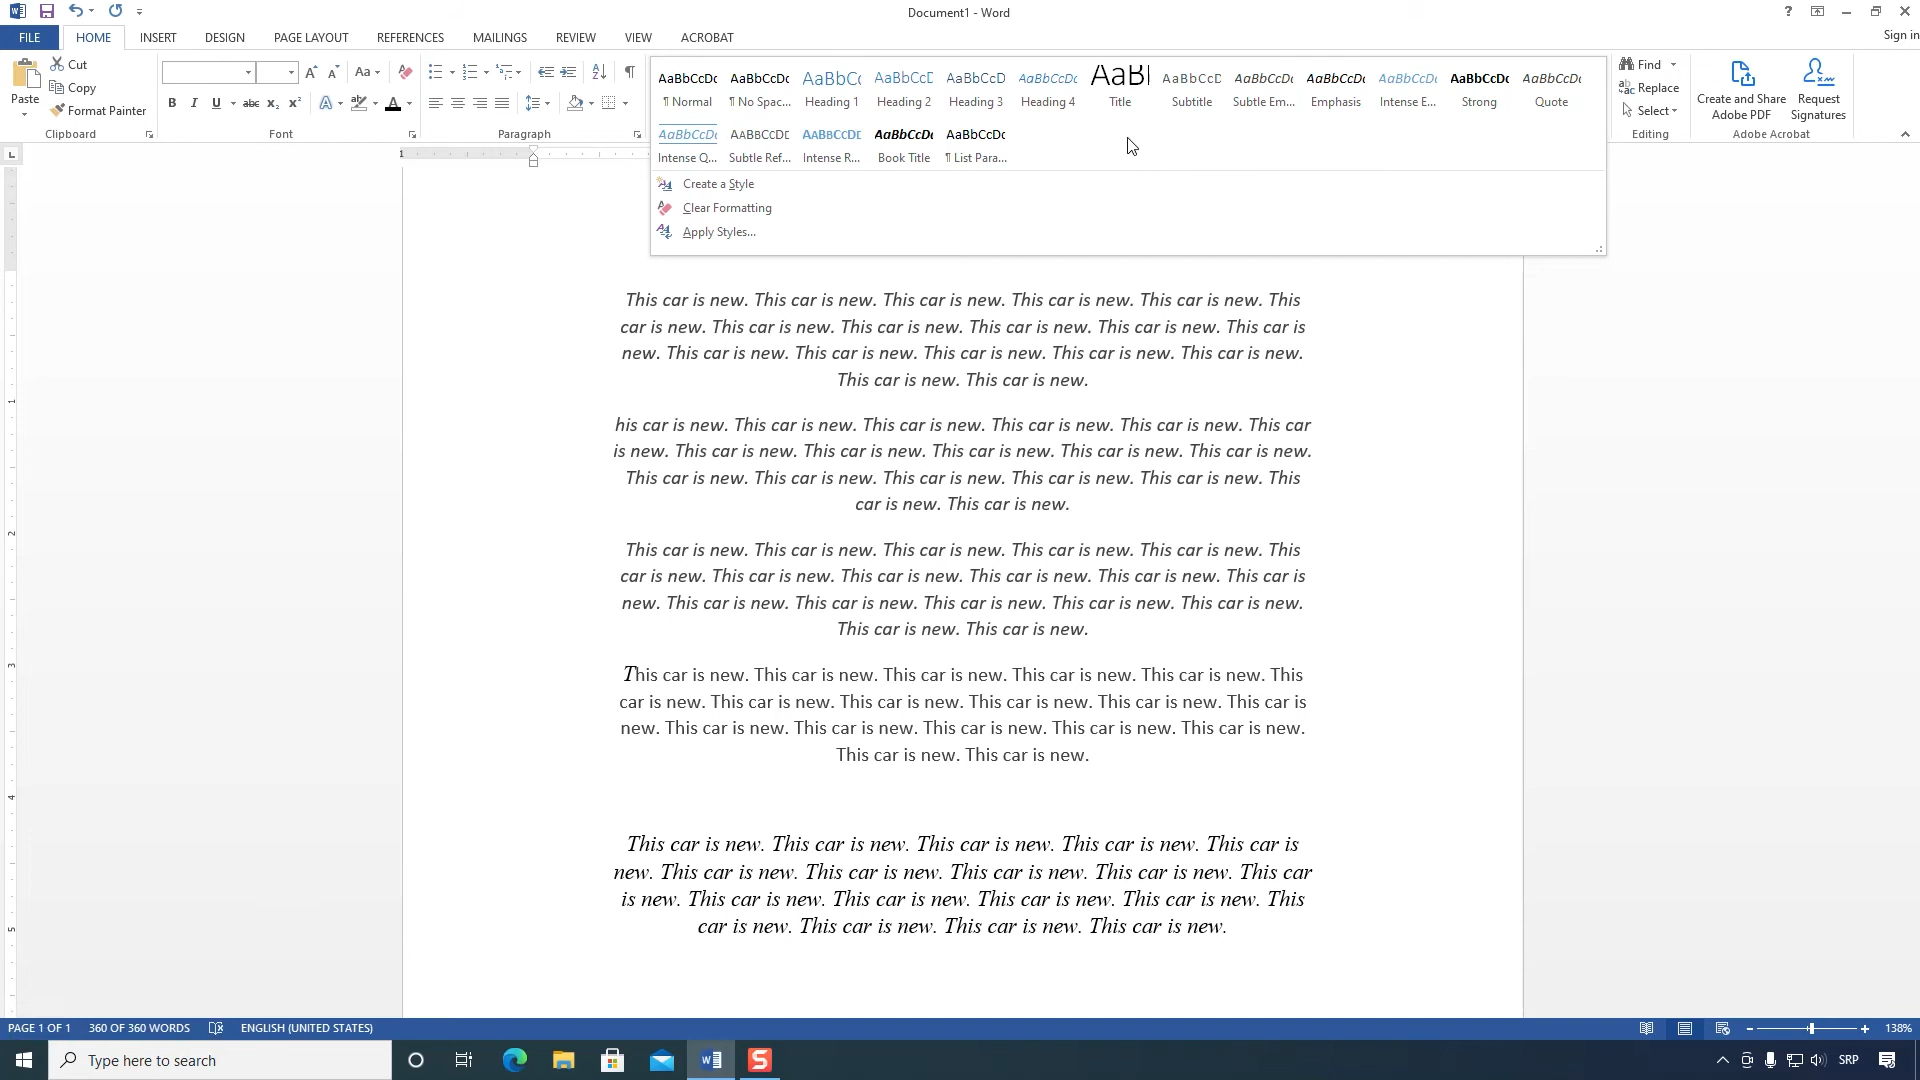 Document1 - Word
?
Sign in
FILE HOME INSERT DESIGN PAGE LAYOUT REFERENCES MAILINGS REVIEW VIEW ACROBAT
Paste
Cut
Copy
Format Painter
Clipboard
Aa
B I U abc x₂ x²
A A
Font
Paragraph
AaBbCcDc AaBbCcDc AaBbCc AaBbCcD AaBbCcD AaBbCcDc AaBl AaBbCcD AaBbCcDc AaBbCcDc AaBbCcDc AaBbCcDc AaBbCcDc
¶ Normal ¶ No Spac... Heading 1 Heading 2 Heading 3 Heading 4 Title Subtitle Subtle Em... Emphasis Intense E... Strong Quote
AaBbCcDc AABBCCDD AABBCCDD AaBbCcDc AaBbCcDc
Intense Q... Subtle Ref... Intense R... Book Title ¶ List Para...
Create a Style
Clear Formatting
Apply Styles...
Find
Replace
Select
Editing
Create and Share
Adobe PDF
Request
Signatures
Adobe Acrobat
This car is new. This car is new. This car is new. This car is new. This car is new. This
car is new. This car is new. This car is new. This car is new. This car is new. This car is
new. This car is new. This car is new. This car is new. This car is new. This car is new.
This car is new. This car is new.
his car is new. This car is new. This car is new. This car is new. This car is new. This car
is new. This car is new. This car is new. This car is new. This car is new. This car is new.
This car is new. This car is new. This car is new. This car is new. This car is new. This
car is new. This car is new.
This car is new. This car is new. This car is new. This car is new. This car is new. This
car is new. This car is new. This car is new. This car is new. This car is new. This car is
new. This car is new. This car is new. This car is new. This car is new. This car is new.
This car is new. This car is new.
This car is new. This car is new. This car is new. This car is new. This car is new. This
car is new. This car is new. This car is new. This car is new. This car is new. This car is
new. This car is new. This car is new. This car is new. This car is new. This car is new.
This car is new. This car is new.
This car is new. This car is new. This car is new. This car is new. This car is
new. This car is new. This car is new. This car is new. This car is new. This car
is new. This car is new. This car is new. This car is new. This car is new. This
car is new. This car is new. This car is new. This car is new.
PAGE 1 OF 1 360 OF 360 WORDS ENGLISH (UNITED STATES) 138%
Type here to search
SRP